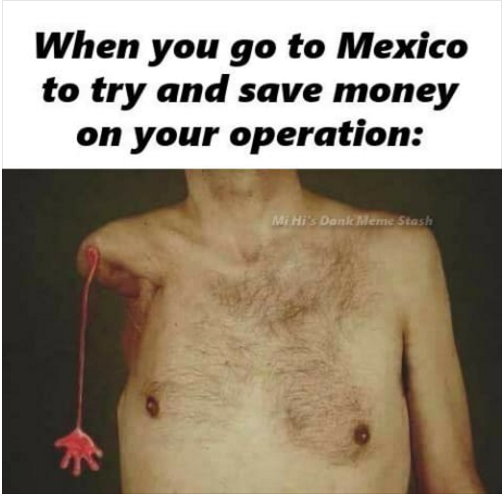 When you go to Mexico
to try and save money
on your operation:
Mi Hi's Dank Meme Stash